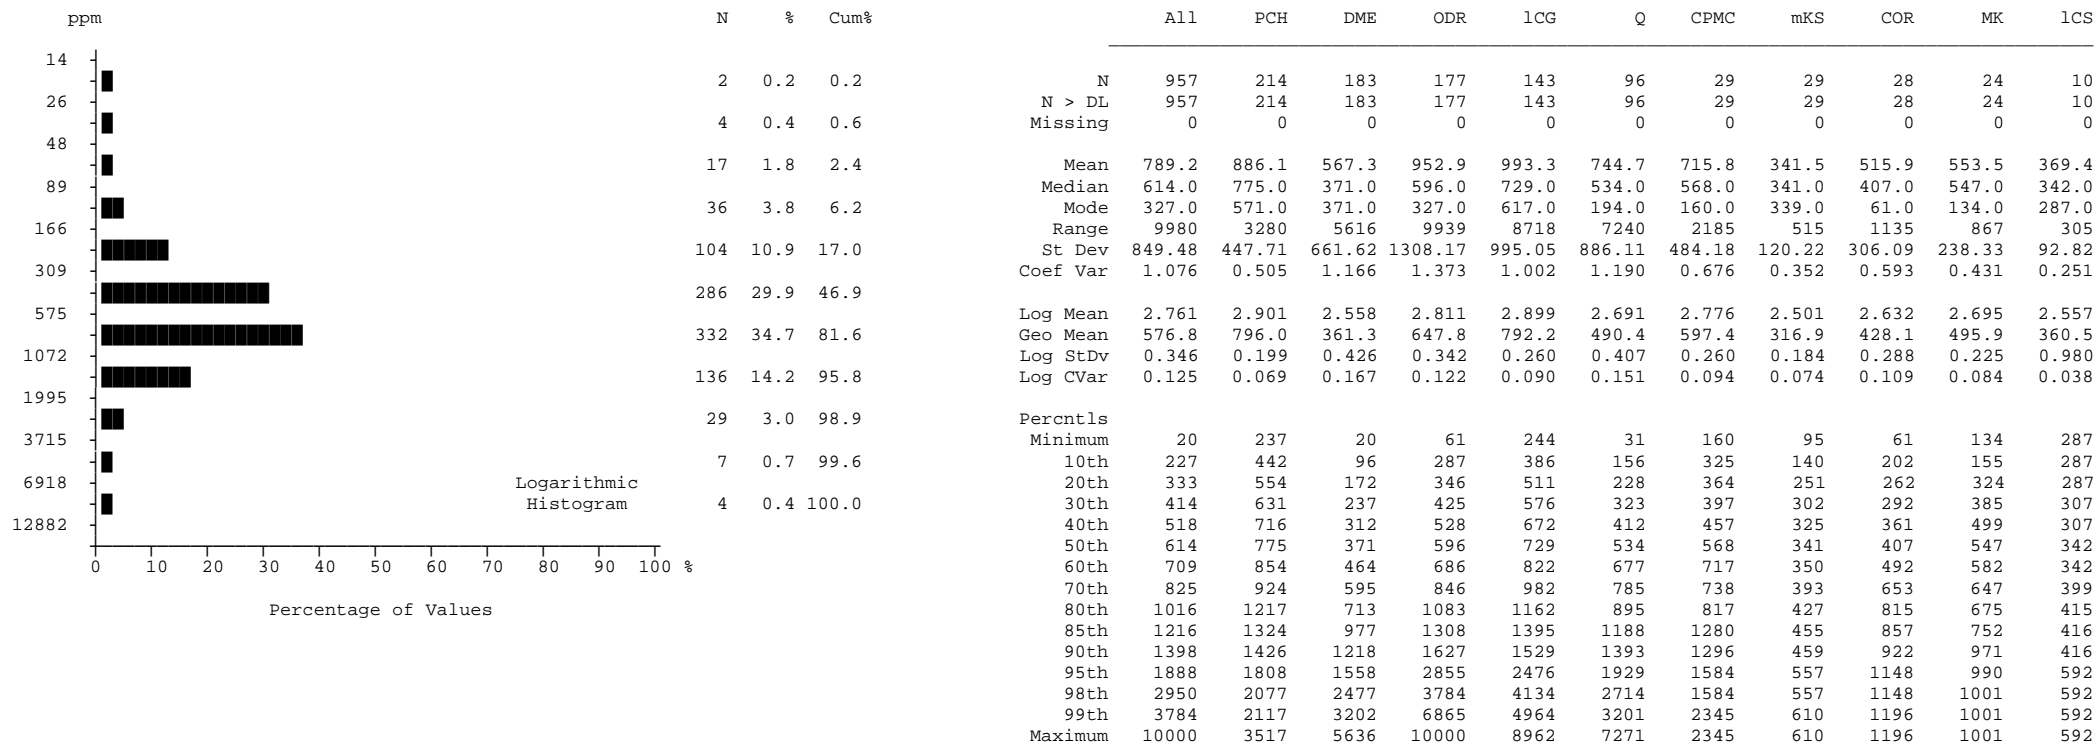 ppm N % Cum% All PCH DME ODR lCG Q CPMC mKS COR MK lCS
14
2 0.2 0.2 N 957 214 183 177 143 96 29 29 28 24 10
26 N > DL 957 214 183 177 143 96 29 29 28 24 10
4 0.4 0.6 Missing 0 0 0 0 0 0 0 0 0 0 0
48
17 1.8 2.4 Mean 789.2 886.1 567.3 952.9 993.3 744.7 715.8 341.5 515.9 553.5 369.4
89 Median 614.0 775.0 371.0 596.0 729.0 534.0 568.0 341.0 407.0 547.0 342.0
36 3.8 6.2 Mode 327.0 571.0 371.0 327.0 617.0 194.0 160.0 339.0 61.0 134.0 287.0
166 Range 9980 3280 5616 9939 8718 7240 2185 515 1135 867 305
104 10.9 17.0 St Dev 849.48 447.71 661.62 1308.17 995.05 886.11 484.18 120.22 306.09 238.33 92.82
309 Coef Var 1.076 0.505 1.166 1.373 1.002 1.190 0.676 0.352 0.593 0.431 0.251
286 29.9 46.9
575 Log Mean 2.761 2.901 2.558 2.811 2.899 2.691 2.776 2.501 2.632 2.695 2.557
332 34.7 81.6 Geo Mean 576.8 796.0 361.3 647.8 792.2 490.4 597.4 316.9 428.1 495.9 360.5
1072 Log StDv 0.346 0.199 0.426 0.342 0.260 0.407 0.260 0.184 0.288 0.225 0.980
136 14.2 95.8 Log CVar 0.125 0.069 0.167 0.122 0.090 0.151 0.094 0.074 0.109 0.084 0.038
1995
29 3.0 98.9 Percntls
3715 Minimum 20 237 20 61 244 31 160 95 61 134 287
7 0.7 99.6 10th 227 442 96 287 386 156 325 140 202 155 287
6918 Logarithmic 20th 333 554 172 346 511 228 364 251 262 324 287
Histogram 4 0.4 100.0 30th 414 631 237 425 576 323 397 302 292 385 307
12882 40th 518 716 312 528 672 412 457 325 361 499 307
50th 614 775 371 596 729 534 568 341 407 547 342
0 10 20 30 40 50 60 70 80 90 100 % 60th 709 854 464 686 822 677 717 350 492 582 342
70th 825 924 595 846 982 785 738 393 653 647 399
Percentage of Values 80th 1016 1217 713 1083 1162 895 817 427 815 675 415
85th 1216 1324 977 1308 1395 1188 1280 455 857 752 416
90th 1398 1426 1218 1627 1529 1393 1296 459 922 971 416
95th 1888 1808 1558 2855 2476 1929 1584 557 1148 990 592
98th 2950 2077 2477 3784 4134 2714 1584 557 1148 1001 592
99th 3784 2117 3202 6865 4964 3201 2345 610 1196 1001 592
Maximum 10000 3517 5636 10000 8962 7271 2345 610 1196 1001 592